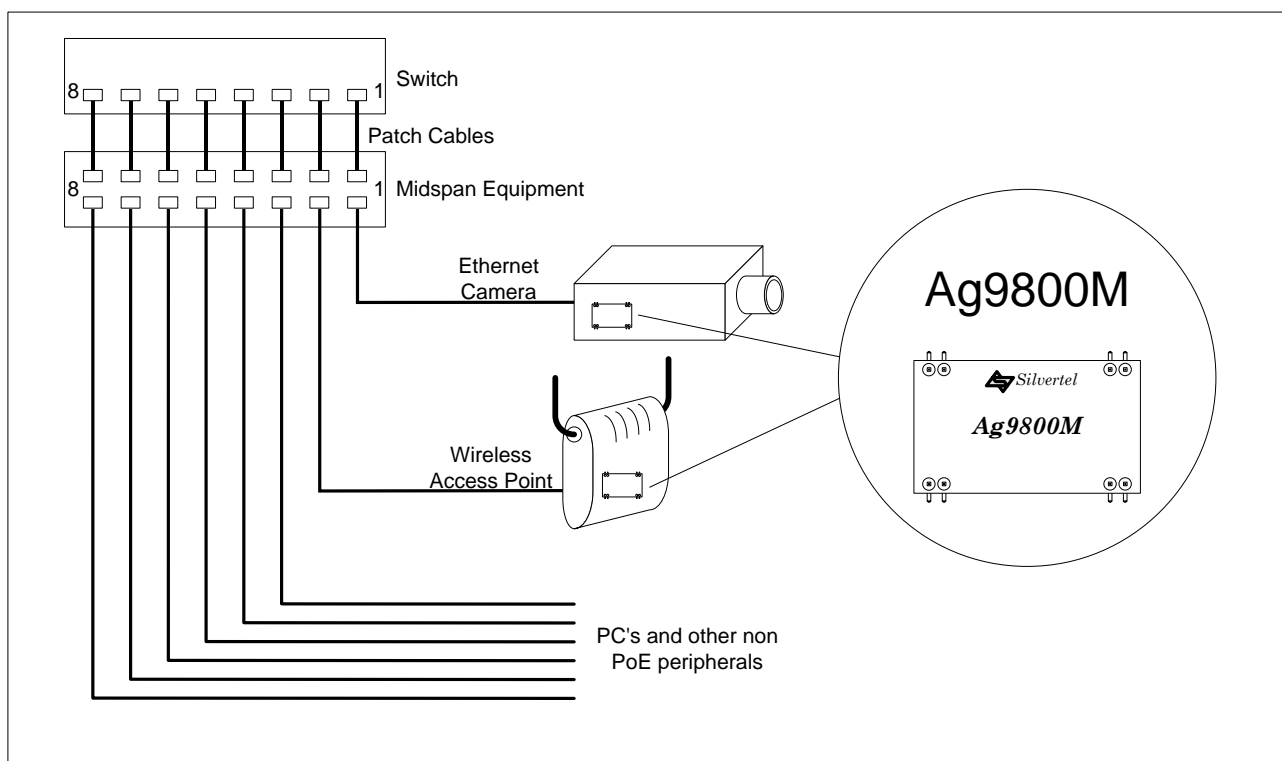 8
1
Switch
Patch Cables
8
1
Midspan Equipment
Ethernet
Camera
Ag9800M
Silvertel
Ag9800M
Wireless
Access Point
PC's and other non
PoE peripherals